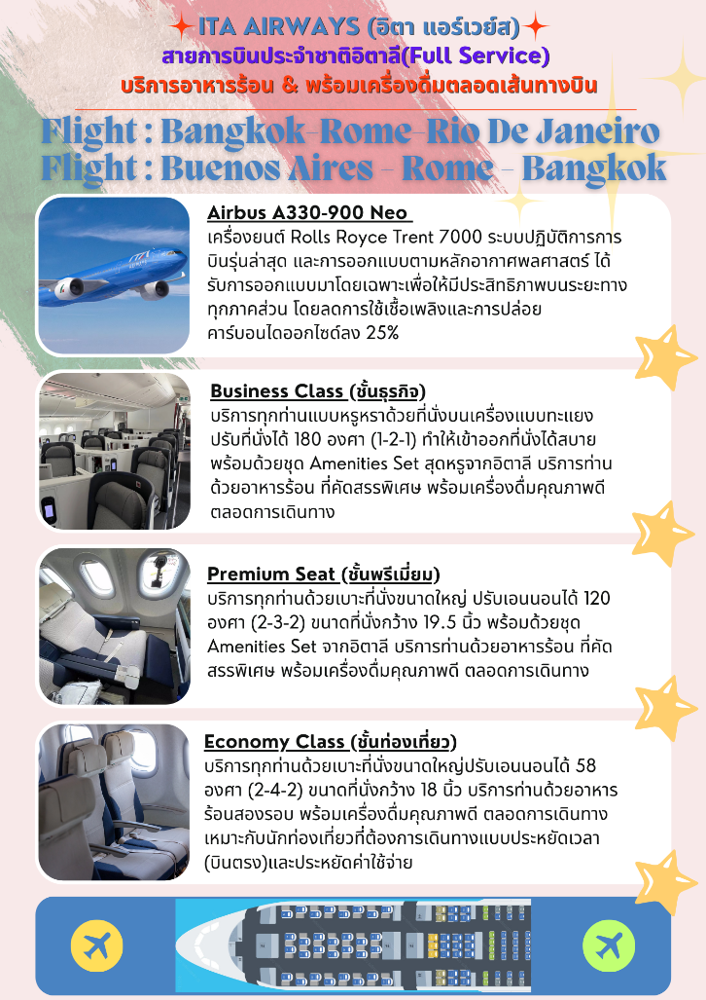 ITA AIRWAYS (อิตา แอร์เวย์ส)
สายการบินประจำชาติอิตาลี(Full Service)
บริการอาหารร้อน & พร้อมเครื่องดื่มตลอดเส้นทางบิน
Flight : Bangkok-Rome-Rio De Janeiro
Flight : Buenos Aires - Rome - Bangkok
Airbus A330-900 Neo
เครื่องยนต์ Rolls Royce Trent 7000 ระบบปฏิบัติการการ
บินรุ่นล่าสุด และการออกแบบตามหลักอากาศพลศาสตร์ ได้
รับการออกแบบมาโดยเฉพาะเพื่อให้มีประสิทธิภาพบนระยะทาง
ทุกภาคส่วน โดยลดการใช้เชื้อเพลิงและการปล่อย
คาร์บอนไดออกไซด์ลง 25%
Business Class (ชั้นธุรกิจ)
บริการทุกท่านแบบหรูหราด้วยที่นั่งบนเครื่องแบบทะแยง
ปรับที่นั่งได้ 180 องศา (1-2-1) ทำให้เข้าออกที่นั่งได้สบาย
พร้อมด้วยชุด Amenities Set สุดหรูจากอิตาลี บริการท่าน
ด้วยอาหารร้อน ที่คัดสรรพิเศษ พร้อมเครื่องดื่มคุณภาพดี
ตลอดการเดินทาง
Premium Seat (ชั้นพรีเมี่ยม)
บริการทุกท่านด้วยเบาะที่นั่งขนาดใหญ่ ปรับเอนนอนได้ 120
องศา (2-3-2) ขนาดที่นั่งกว้าง 19.5 นิ้ว พร้อมด้วยชุด
Amenities Set จากอิตาลี บริการท่านด้วยอาหารร้อน ที่คัด
สรรพิเศษ พร้อมเครื่องดื่มคุณภาพดี ตลอดการเดินทาง
Economy Class (ชั้นท่องเที่ยว)
บริการทุกท่านด้วยเบาะที่นั่งขนาดใหญ่ปรับเอนนอนได้ 58
องศา (2-4-2) ขนาดที่นั่งกว้าง 18 นิ้ว บริการท่านด้วยอาหาร
ร้อนสองรอบ พร้อมเครื่องดื่มคุณภาพดี ตลอดการเดินทาง
เหมาะกับนักท่องเที่ยวที่ต้องการเดินทางแบบประหยัดเวลา
(บินตรง)และประหยัดค่าใช้จ่าย